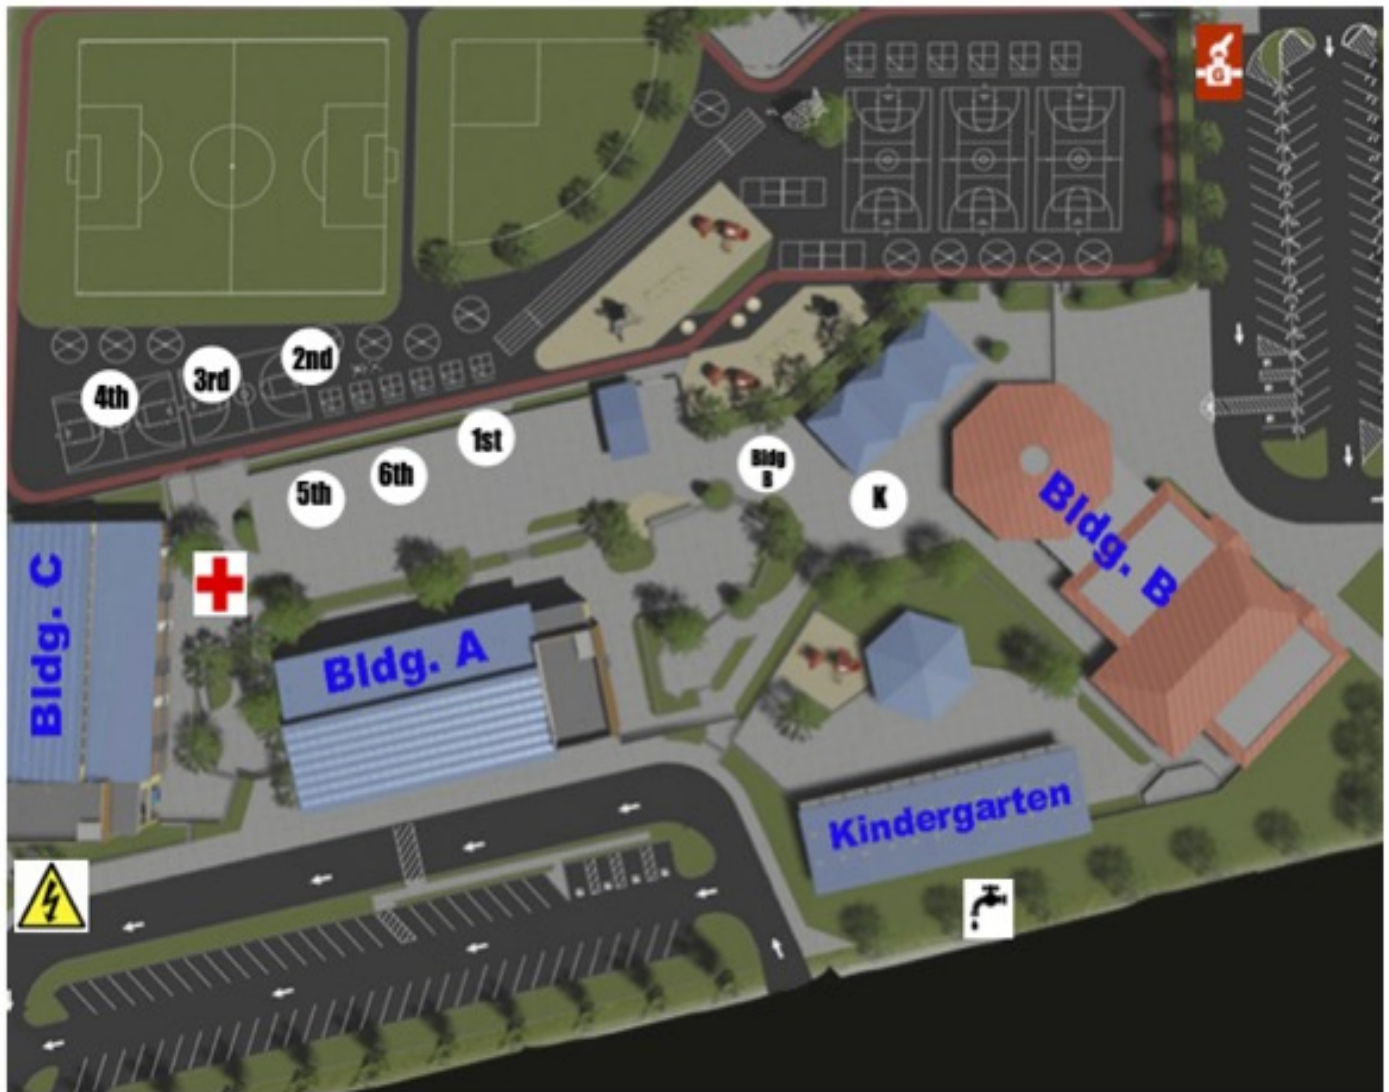 G
2nd
3rd
4th
1st
6th
5th
Bldg
B
K
Bldg. B
Bldg. C
Bldg. A
Kindergarten